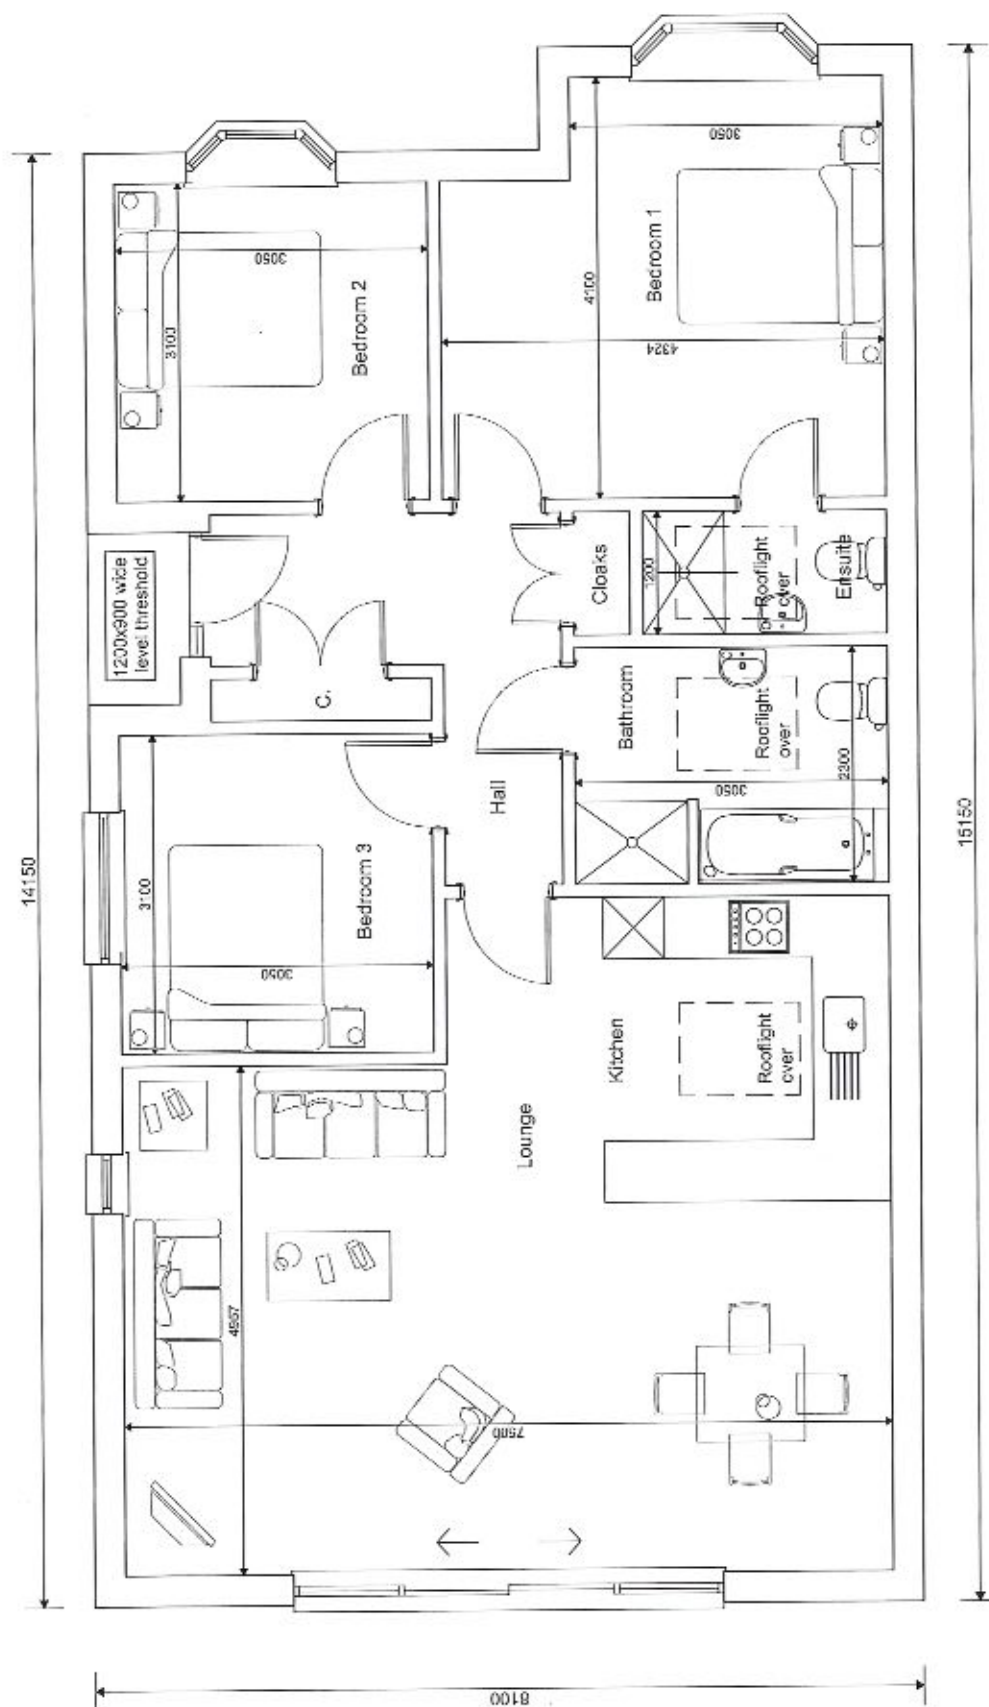 3050
3050
3100
Bedroom 2
4100
Bedroom 1
4324
14150
1200x900 wide
level threshold
Cloaks
1200
Rooflight
over
Ensuite
C.
Bathroom
Rooflight
over
2300
3050
Hall
15150
3100
Bedroom 3
3050
Kitchen
Rooflight
over
Lounge
4957
7500
8100